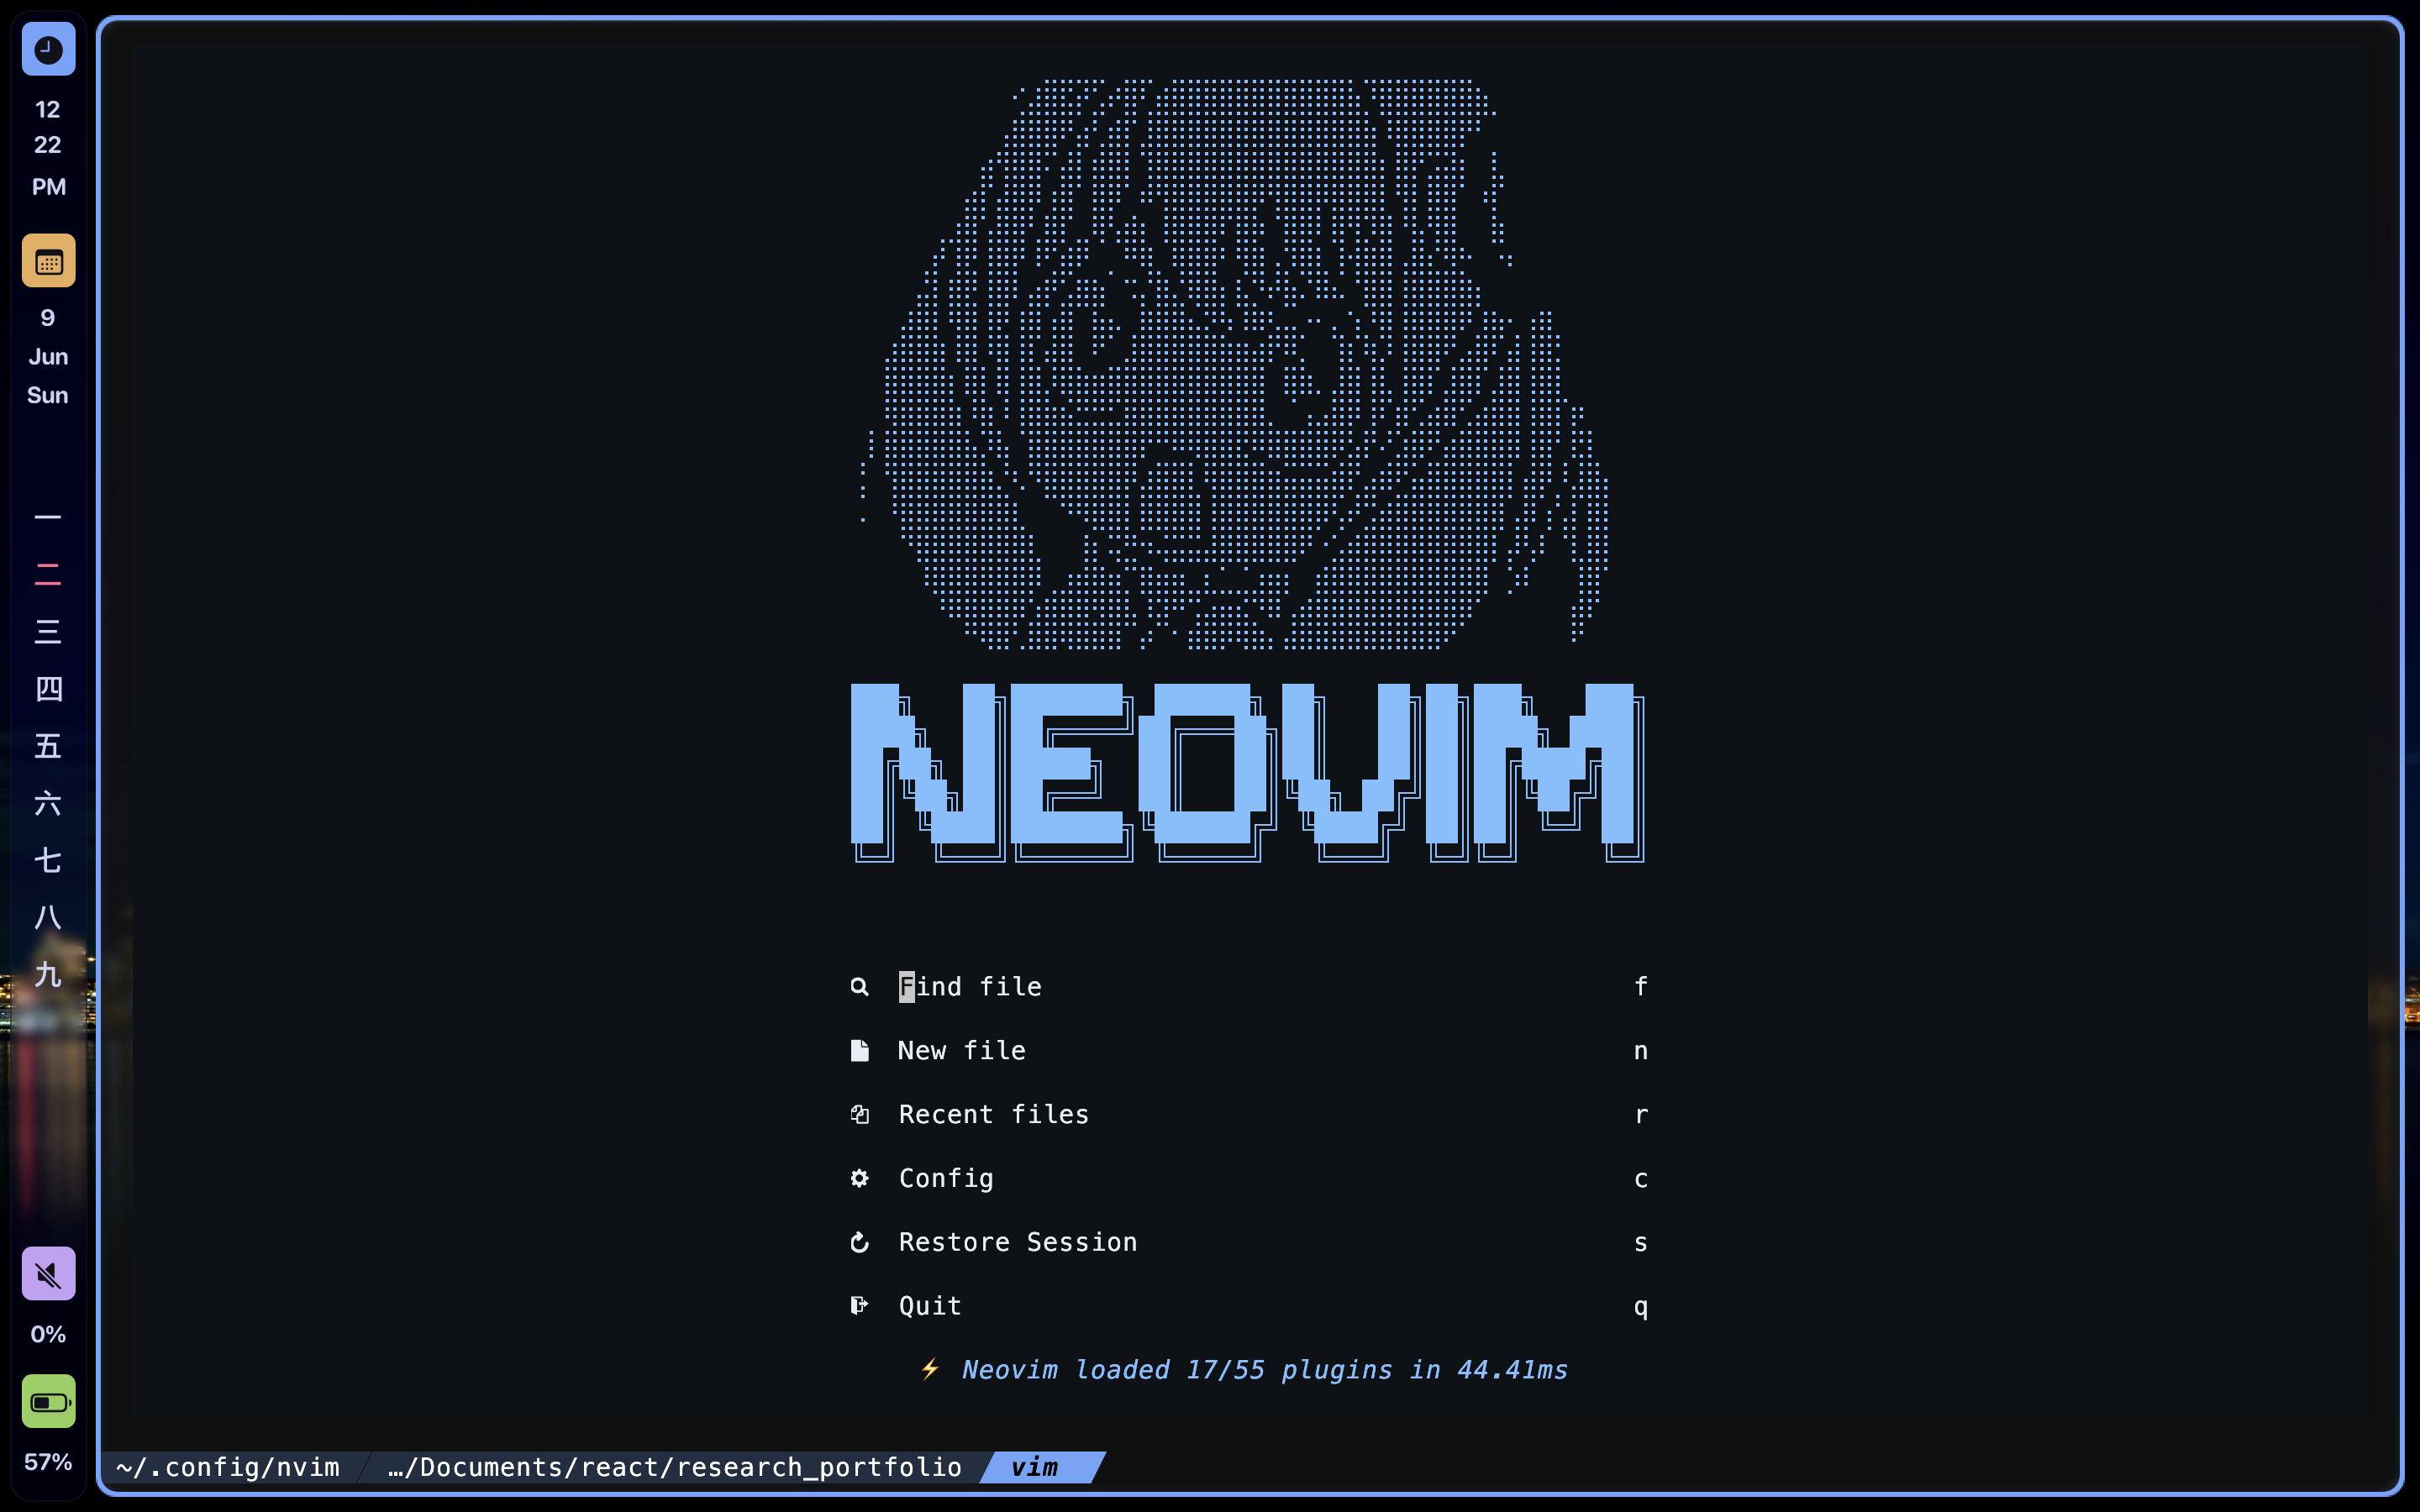 12
22
PM
9
Jun
Sun
一
二
三
四
五
六
七
八
九
0%
57%
NEOVIM
Find file f
New file n
Recent files r
Config c
Restore Session s
Quit q
⚡ Neovim loaded 17/55 plugins in 44.41ms
~/.config/nvim …/Documents/react/research_portfolio vim